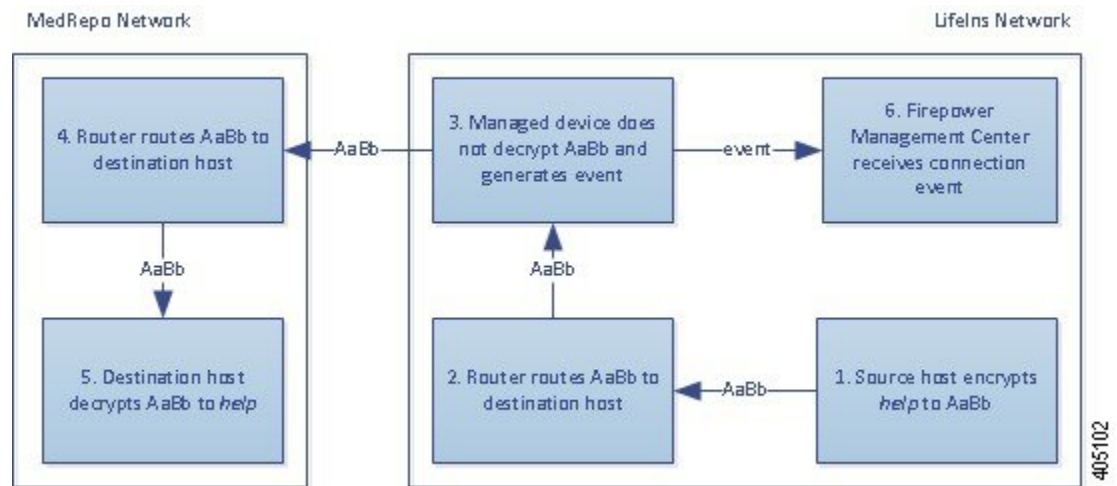 MedRepo Network
LifeIns Network
4. Router routes AaBb to
destination host
AaBb
3. Managed device does
not decrypt AaBb and
generates event
event
6. Firepower
Management Center
receives connection
event
AaBb
AaBb
5. Destination host
decrypts AaBb to help
2. Router routes AaBb to
destination host
AaBb
1. Source host encrypts
help to AaBb
405102